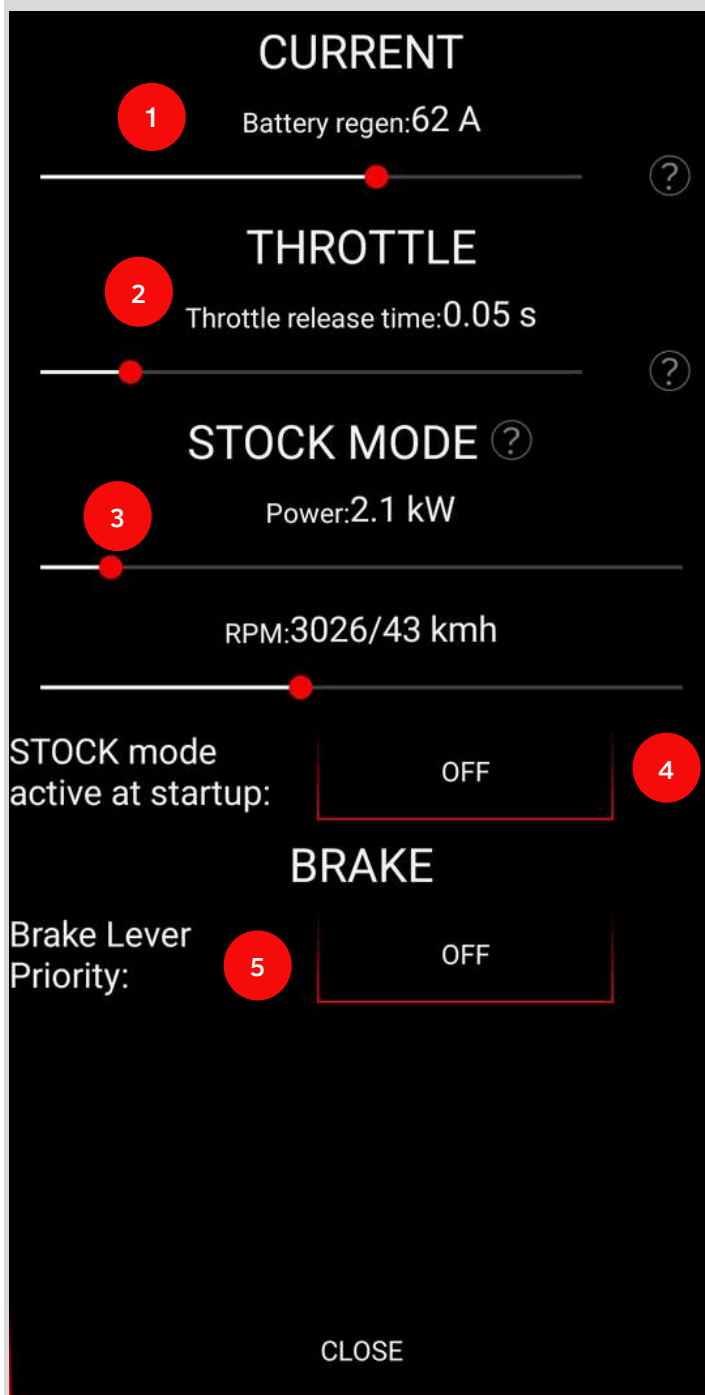 CURRENT
1
Battery regen:62 A
?
THROTTLE
2
Throttle release time:0.05 s
?
STOCK MODE ?
3
Power:2.1 kW
RPM:3026/43 kmh
STOCK mode
active at startup:
OFF
4
BRAKE
Brake Lever
Priority:
5
OFF
CLOSE